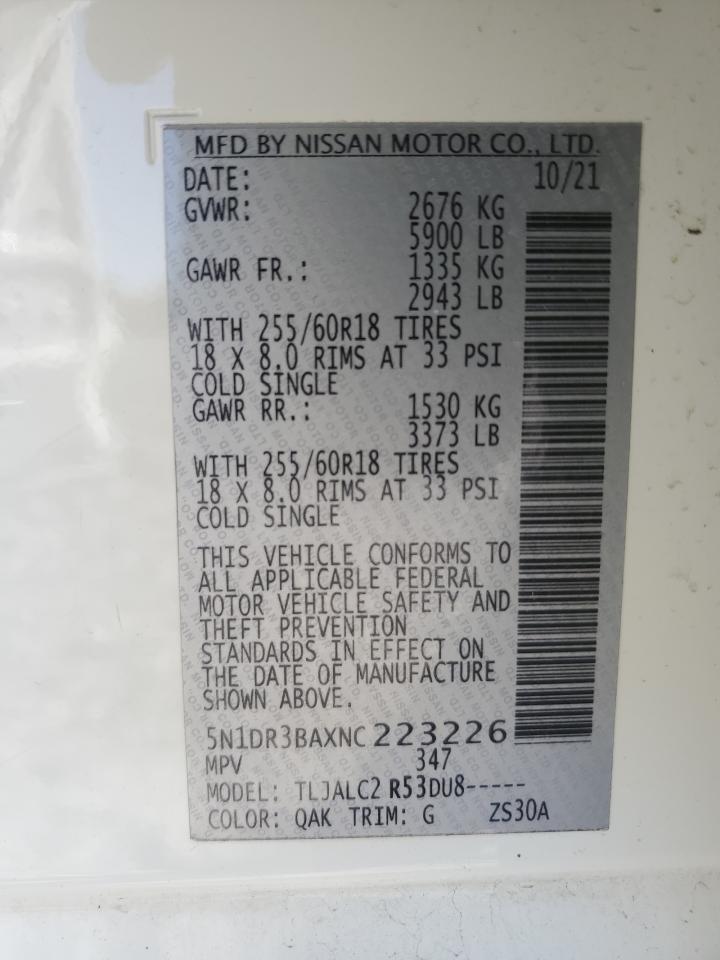 MFD BY NISSAN MOTOR CO., LTD.
DATE: 10/21
GVWR: 2676 KG
5900 LB
GAWR FR.: 1335 KG
2943 LB
WITH 255/60R18 TIRES
18 X 8.0 RIMS AT 33 PSI
COLD SINGLE
GAWR RR.: 1530 KG
3373 LB
WITH 255/60R18 TIRES
18 X 8.0 RIMS AT 33 PSI
COLD SINGLE
THIS VEHICLE CONFORMS TO
ALL APPLICABLE FEDERAL
MOTOR VEHICLE SAFETY AND
THEFT PREVENTION
STANDARDS IN EFFECT ON
THE DATE OF MANUFACTURE
SHOWN ABOVE.
5N1DR3BAXNC223226
MPV 347
MODEL: TLJALC2 R53DU8-----
COLOR: QAK TRIM: G ZS30A